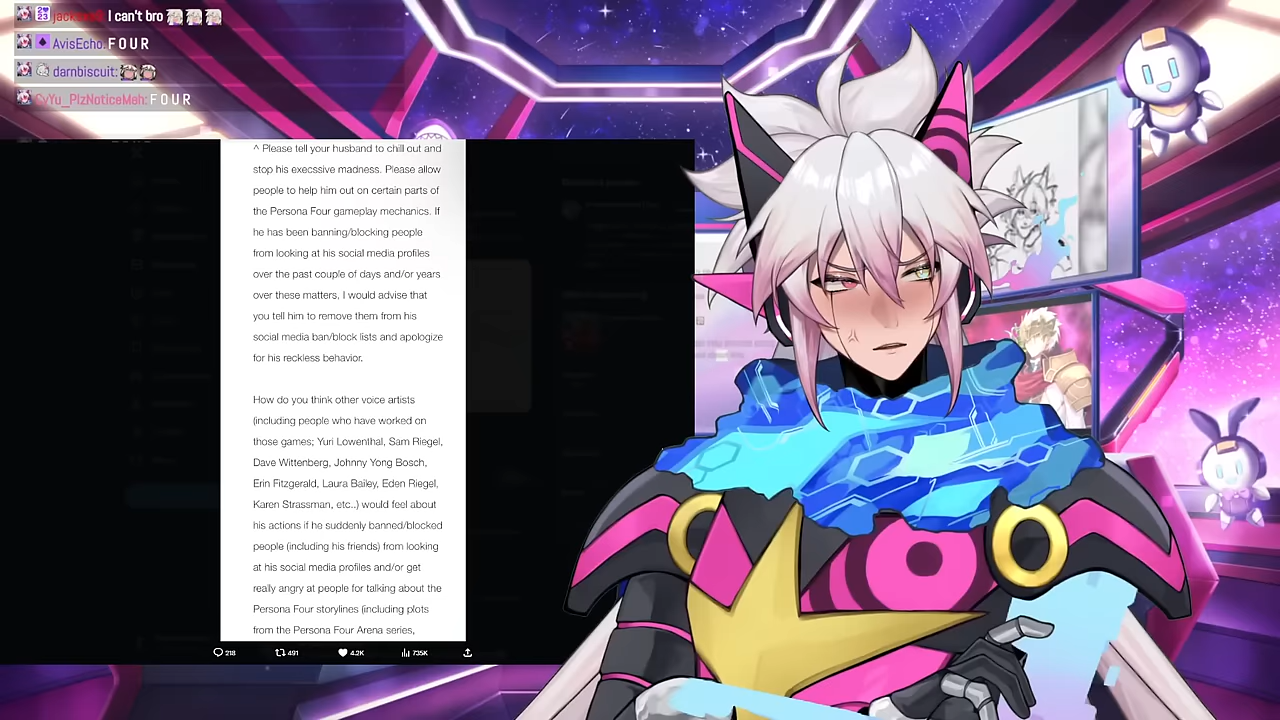 jackenoff: I can't bro
AvisEcho: F O U R
darnbiscuit:
CvYu_PlzNoticeMeh: F O U R
^ Please tell your husband to chill out and
stop his execssive madness. Please allow
people to help him out on certain parts of
the Persona Four gameplay mechanics. If
he has been banning/blocking people
from looking at his social media profiles
over the past couple of days and/or years
over these matters, I would advise that
you tell him to remove them from his
social media ban/block lists and apologize
for his reckless behavior.
How do you think other voice artists
(including people who have worked on
those games; Yuri Lowenthal, Sam Riegel,
Dave Wittenberg, Johnny Yong Bosch,
Erin Fitzgerald, Laura Bailey, Eden Riegel,
Karen Strassman, etc..) would feel about
his actions if he suddenly banned/blocked
people (including his friends) from looking
at his social media profiles and/or get
really angry at people for talking about the
Persona Four storylines (including plots
from the Persona Four Arena series,
218 491 4.2K 735K